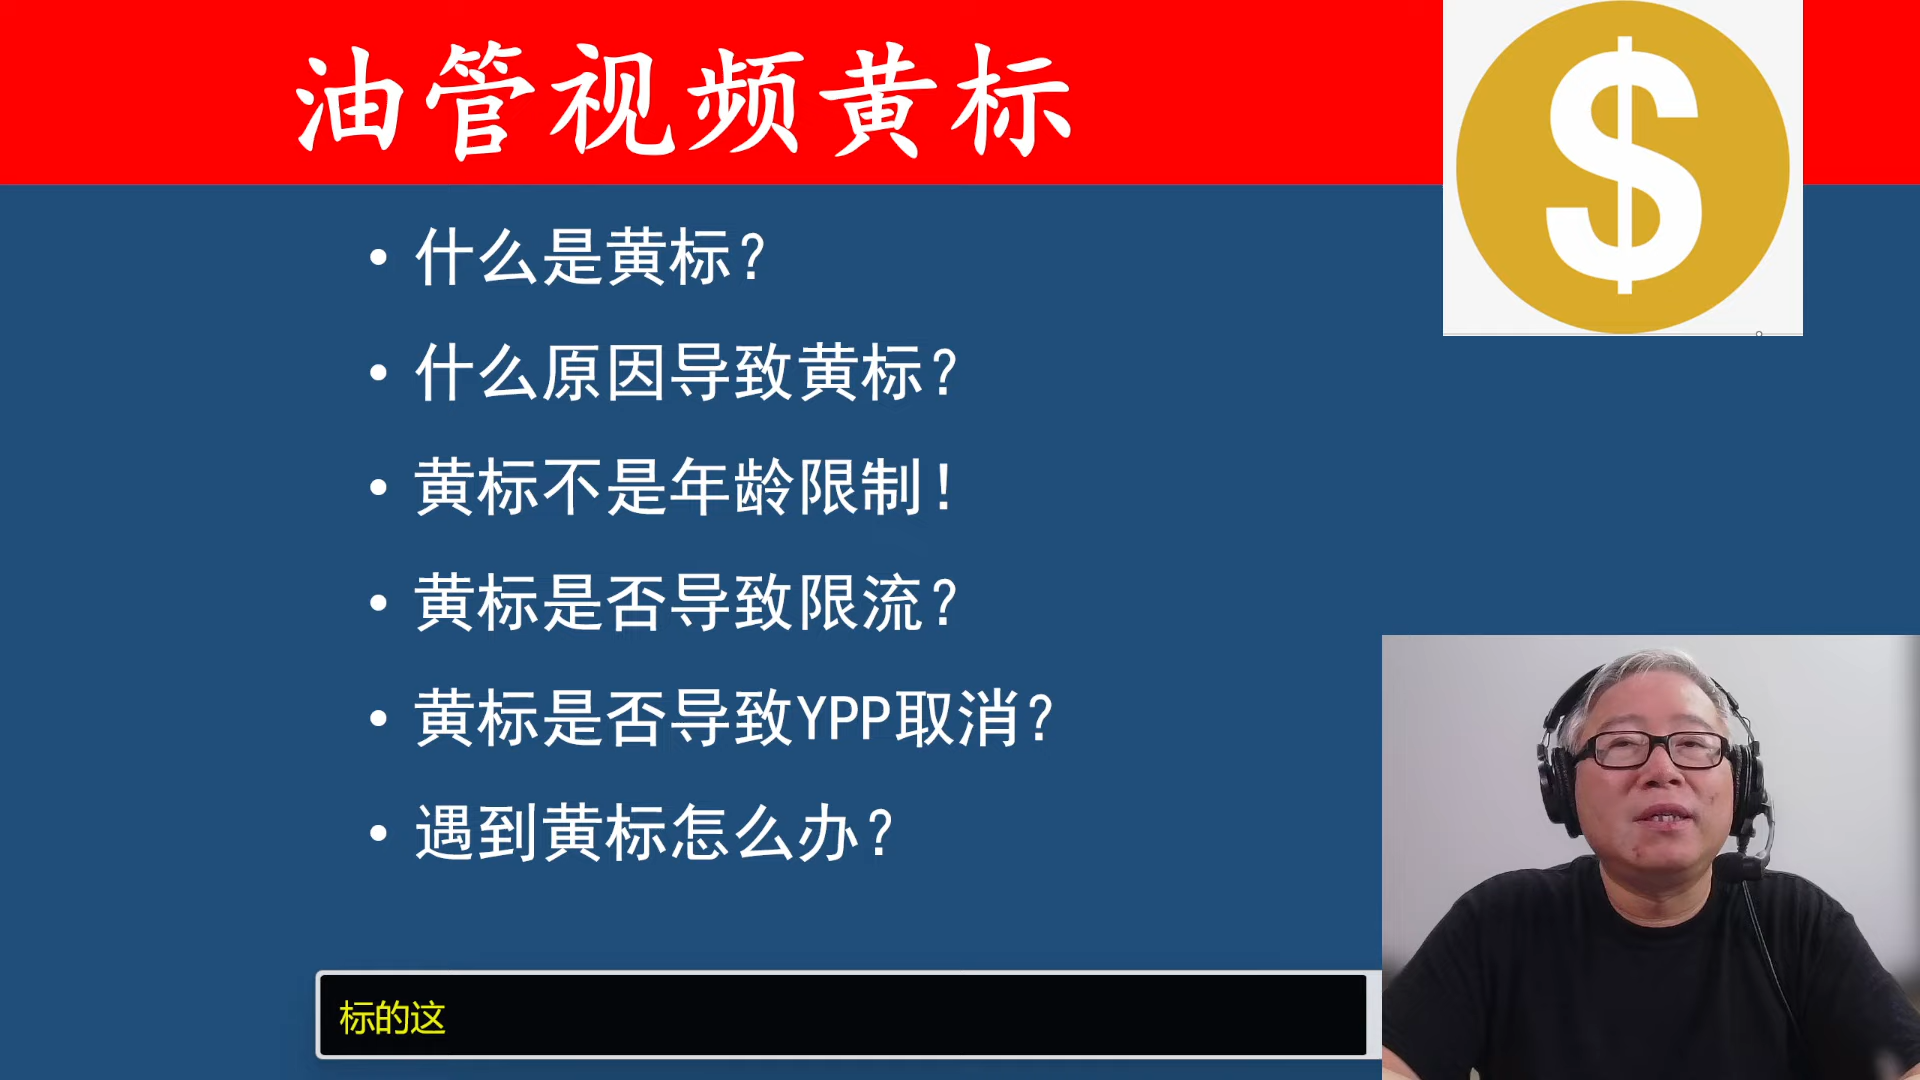 油管视频黄标
$
• 什么是黄标?
• 什么原因导致黄标?
• 黄标不是年龄限制!
• 黄标是否导致限流?
• 黄标是否导致YPP取消?
• 遇到黄标怎么办?
标的这